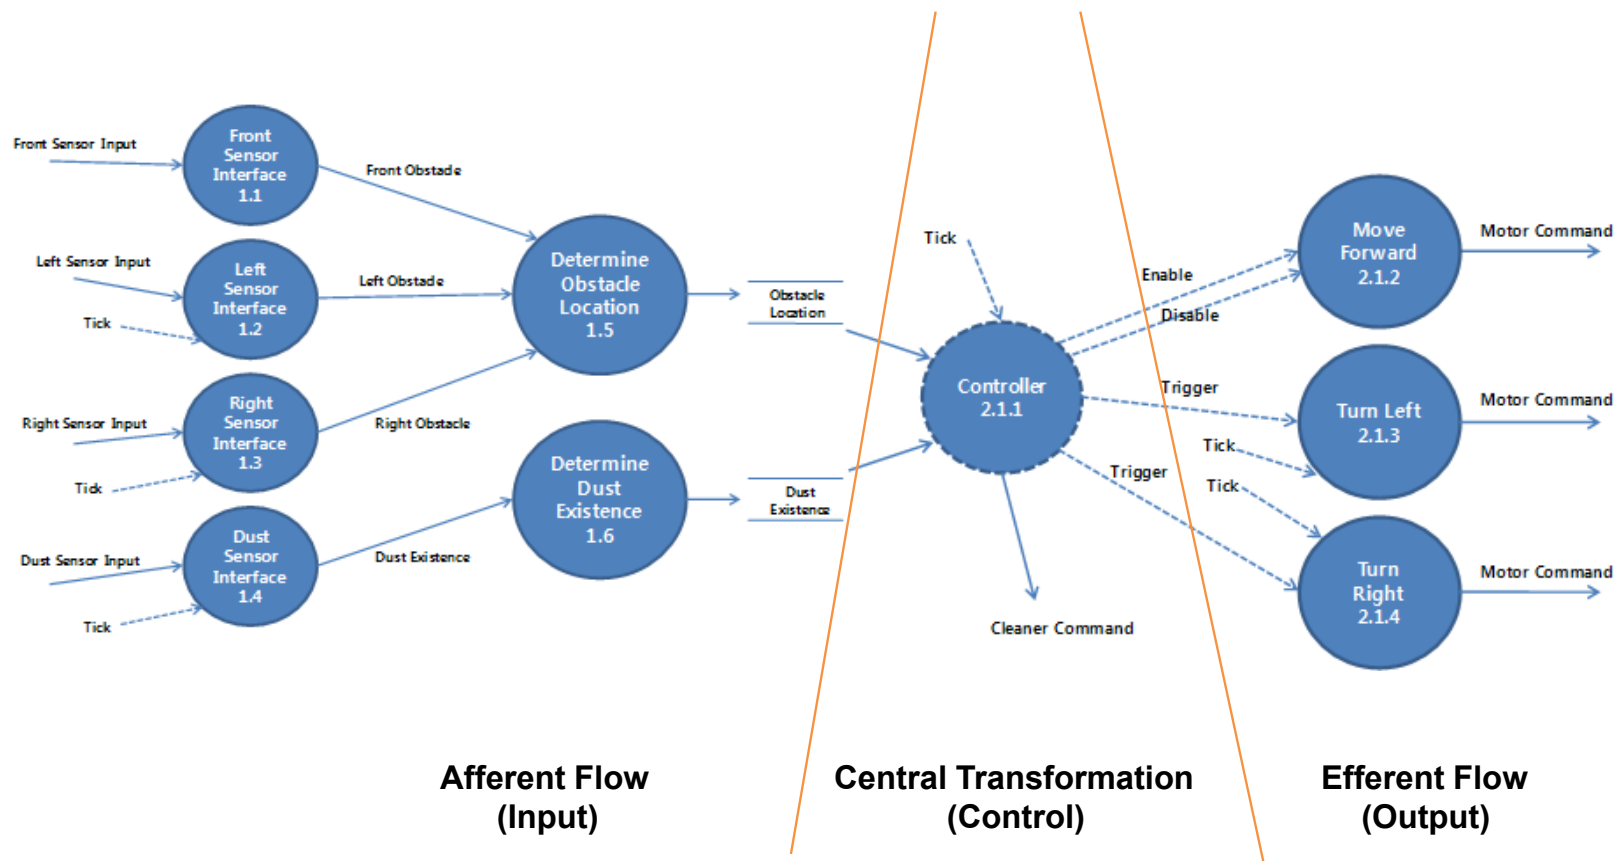 Front Sensor Input
Front
Sensor
Interface
1.1
Front Obstacle
Left Sensor Input
Tick
Left
Sensor
Interface
1.2
Left Obstacle
Right Sensor Input
Tick
Right
Sensor
Interface
1.3
Right Obstacle
Dust Sensor Input
Tick
Dust
Sensor
Interface
1.4
Dust Existence
Determine
Obstacle
Location
1.5
Determine
Dust
Existence
1.6
Obstacle
Location
Dust
Existence
Tick
Controller
2.1.1
Cleaner Command
Enable
Disable
Trigger
Trigger
Tick
Tick
Move
Forward
2.1.2
Motor Command
Turn Left
2.1.3
Motor Command
Turn
Right
2.1.4
Motor Command
Afferent Flow
(Input)
Central Transformation
(Control)
Efferent Flow
(Output)